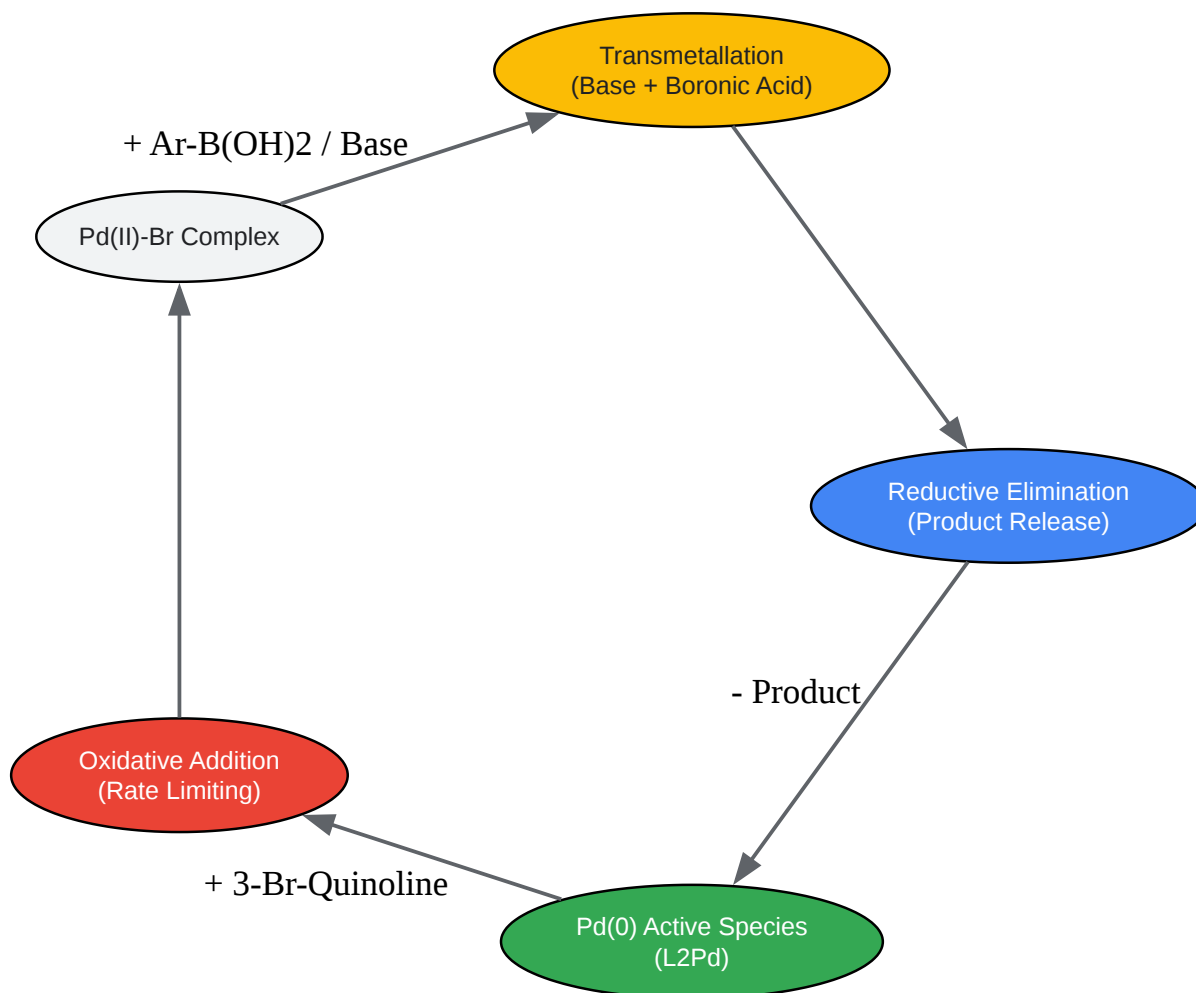 Transmetallation
(Base + Boronic Acid)
+ Ar-B(OH)2 / Base
Pd(II)-Br Complex
Reductive Elimination
(Product Release)
- Product
Oxidative Addition
(Rate Limiting)
+ 3-Br-Quinoline
Pd(0) Active Species
(L2Pd)